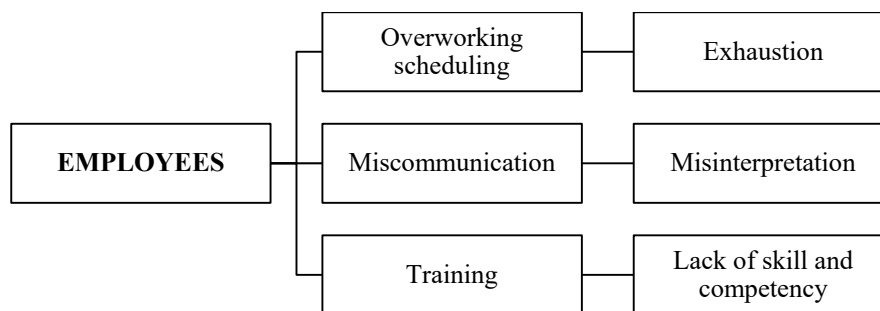 Overworking
scheduling
Exhaustion
EMPLOYEES
Miscommunication
Misinterpretation
Training
Lack of skill and
competency